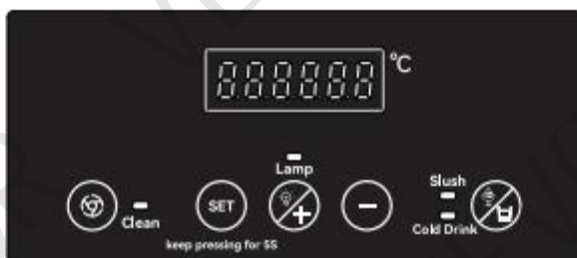 888888 °C
Lamp
Slush
SET
Clean
Cold Drink
keep pressing for 5S